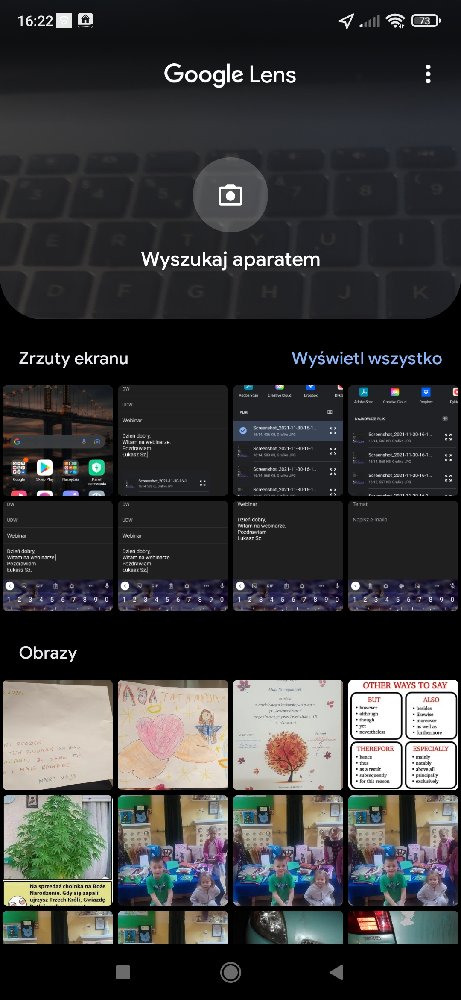 16:22
PHILIPS
73
Google Lens
3 4 5 € 7 8 9
E R T Y U I
Wyszukaj aparatem
D F G H J K
Zrzuty ekranu
Wyświetl wszystko
Google
Sklep Play
Narzędzia
Panel
sterowania
1
DW
UDW
Webinar
Dzień dobry,
Witam na webinarze.
Pozdrawiam
Łukasz Sz.
Screenshot_2021-11-30-16-1...
16:14, 583 KB, Grafika JPG
Adobe Scan
Creative Cloud
Dropbox
Dykta
PLIKI
Screenshot_2021-11-30-16-1...
16:14, 436 KB, Grafika JPG
Screenshot_2021-11-30-16-1...
16:14, 583 KB, Grafika JPG
Screenshot_2021-11-30-16-1...
16:14, 568 KB, Grafika JPG
Screenshot_2021-11-30-16-1...
Adobe Scan
Creative Cloud
Dropbox
Dykta
NAJNOWSZE PLIKI
Screenshot_2021-11-30-16-1...
16:14, 583 KB, Grafika JPG
Screenshot_2021-11-30-16-1...
16:14, 568 KB, Grafika JPG
Screenshot_2021-11-30-16-1...
16:13, 557 KB, Grafika JPG
DW
UDW
Webinar
Dzień dobry,
Witam na webinarze.
Pozdrawiam
Łukasz Sz.
GIF
1 2 3 4 5 6 7 8 9 0
DW
UDW
Webinar
Dzień dobry,
Witam na webinarze.
Pozdrawiam
Łukasz Sz.
GIF
1 2 3 4 5 6 7 8 9 0
Webinar
Dzień dobry,
Witam na webinarze.
Pozdrawiam
Łukasz Sz.
GIF
1 2 3 4 5 6 7 8 9 0
Temat
Napisz e-maila
1 2 3 4 5 6 7 8 9 0
Obrazy
2021.
NI RODZICE
TEN RYSUNEK DLA WAS
ZE O MNIE TAK
E I MNIE KOCHACIE.
WASZA MAJA
MAJA TATA MAMA
Maja Szczepańczyk
za udział
w dzielnicowym konkursie plastycznym
pt. „Jesienne drzewo”
zorganizowanym przez Przedszkole nr 171
w Warszawie
Organizator
Patronat
OTHER WAYS TO SAY
BUT
• however
• although
• though
• yet
• nevertheless
ALSO
• besides
• likewise
• moreover
• as well as
• furthermore
THEREFORE
• hence
• thus
• as a result
• subsequently
• for this reason
ESPECIALLY
• mainly
• notably
• above all
• principally
• exclusively
Na sprzedaż choinka na Boże
Narodzenie. Gdy się zapali
ujrzysz Trzech Króli, Gwiazdę
TOYOTA